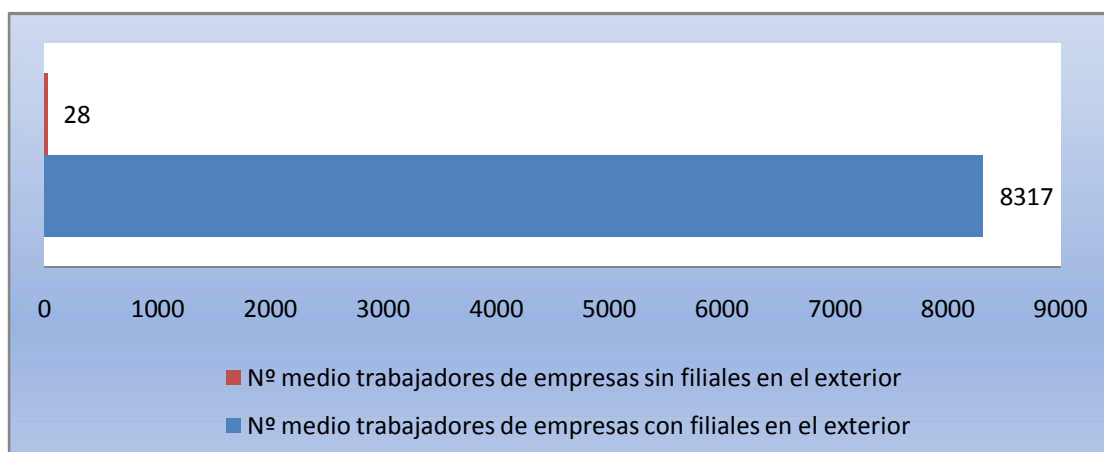 28
8317
0 1000 2000 3000 4000 5000 6000 7000 8000 9000
Nº medio trabajadores de empresas sin filiales en el exterior
Nº medio trabajadores de empresas con filiales en el exterior